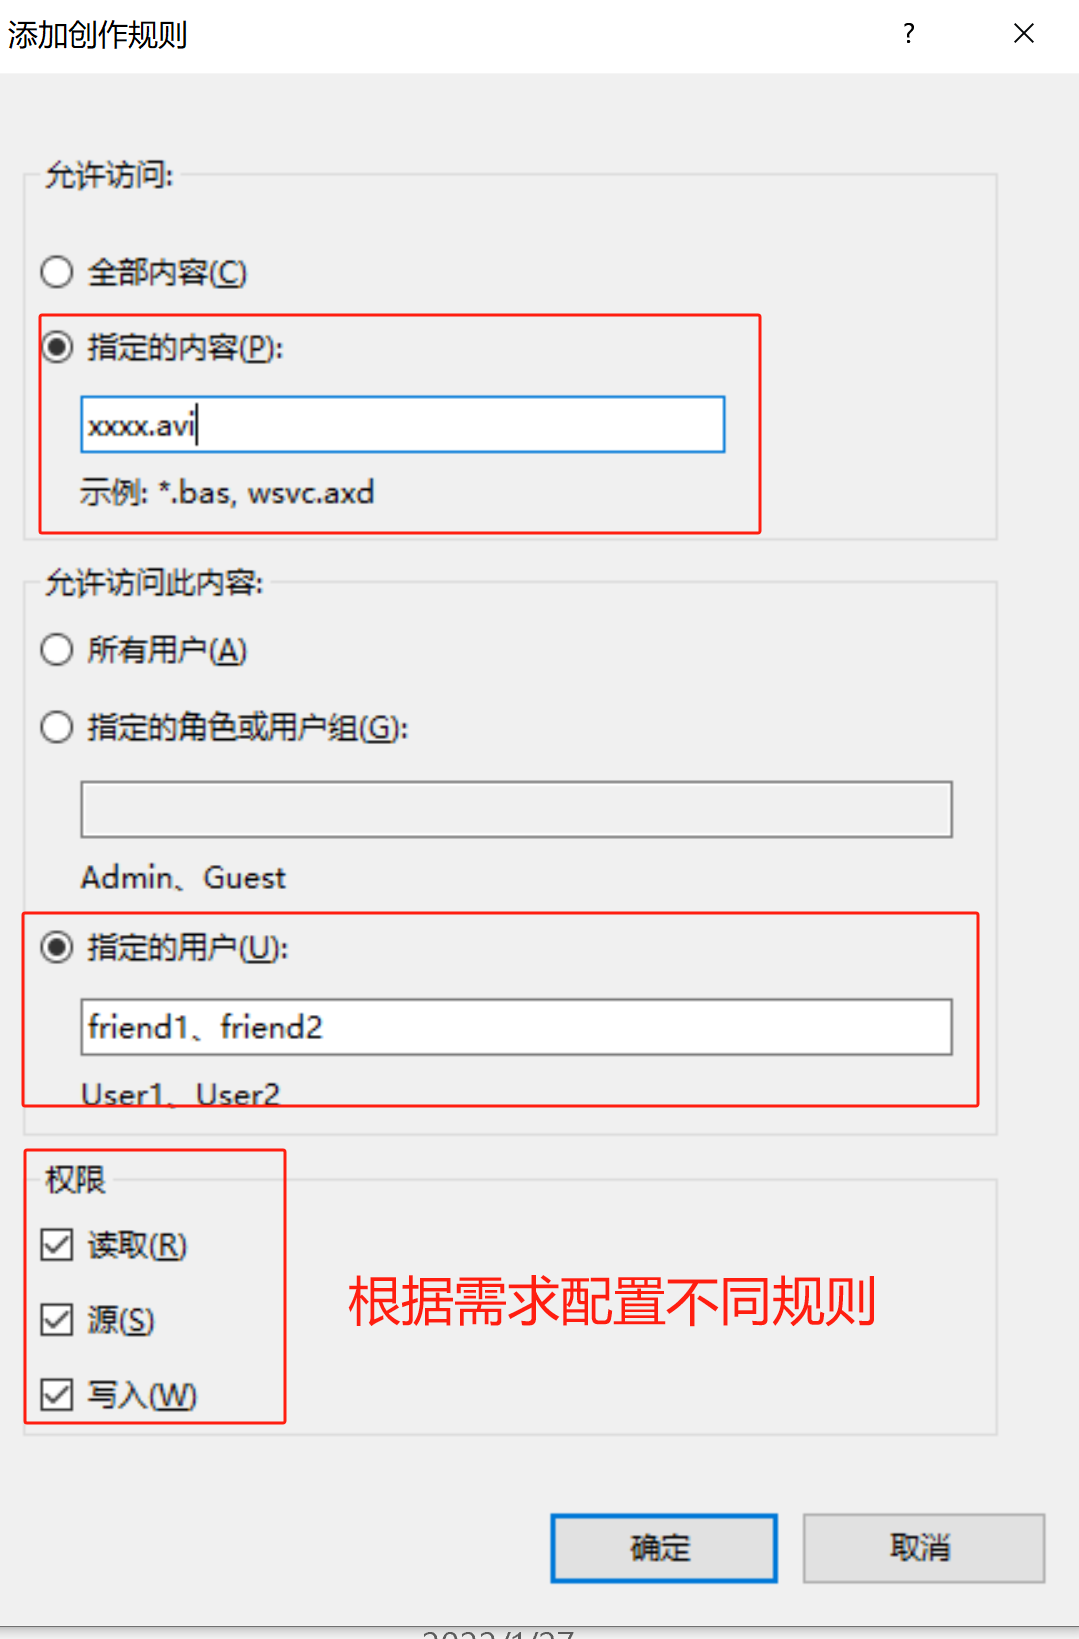 添加创作规则
?
允许访问:
全部内容(C)
指定的内容(P):
xxxx.avi
示例: *.bas, wsvc.axd
允许访问此内容:
所有用户(A)
指定的角色或用户组(G):
Admin、Guest
指定的用户(U):
friend1、friend2
User1、User2
权限
读取(R)
源(S)
写入(W)
根据需求配置不同规则
确定
取消